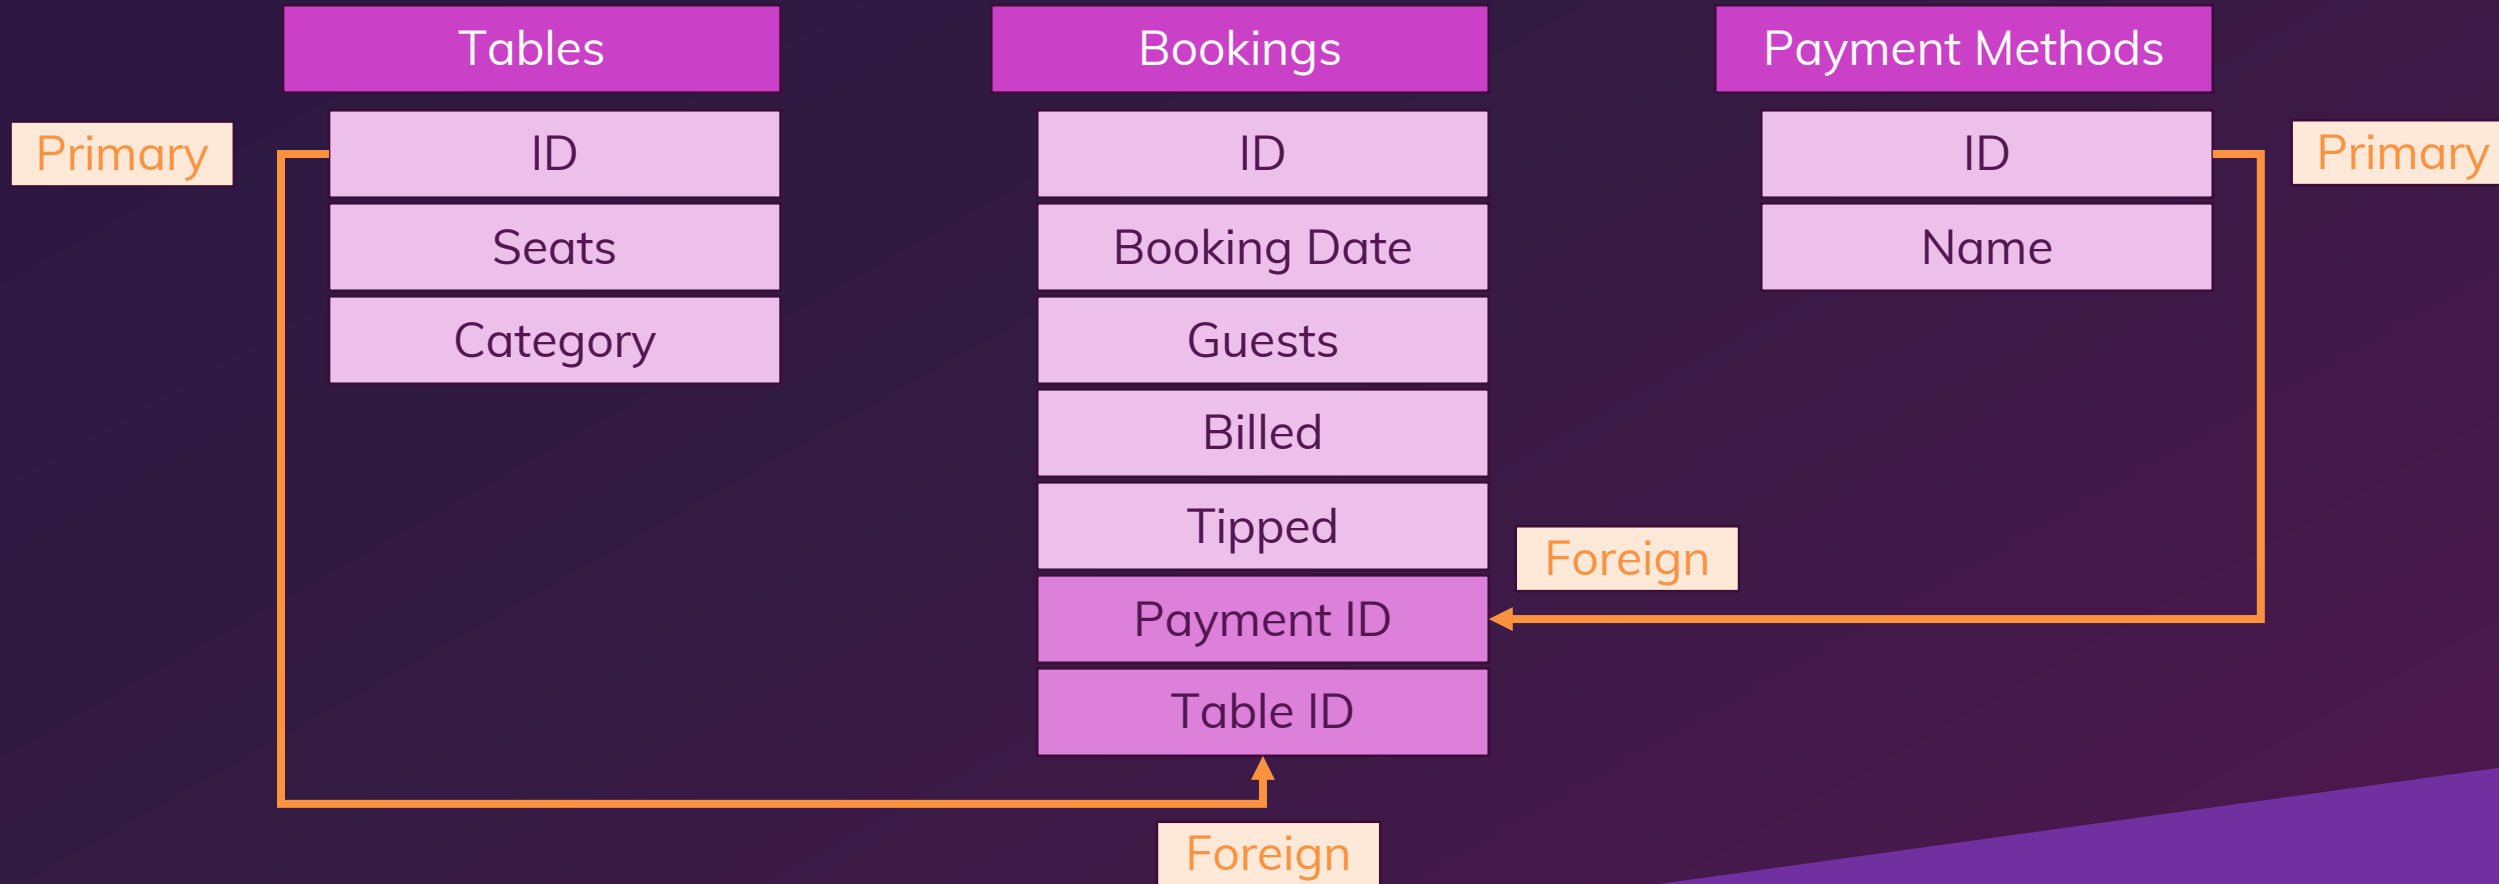 Tables
Primary
ID
Seats
Category
Bookings
ID
Booking Date
Guests
Billed
Tipped
Payment ID
Table ID
Foreign
Foreign
Payment Methods
ID
Name
Primary